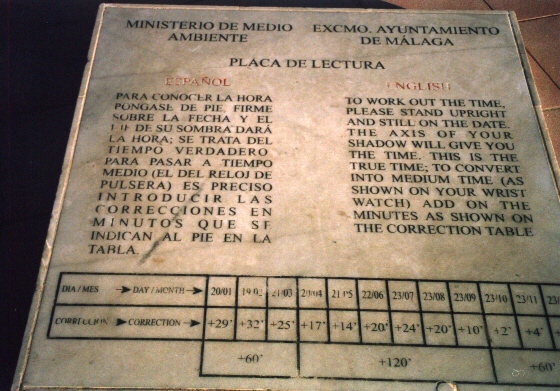 MINISTERIO DE MEDIO AMBIENTE
EXCMO. AYUNTAMIENTO DE MÁLAGA
PLACA DE LECTURA
ESPAÑOL
PARA CONOCER LA HORA
PONGASE DE PIE, FIRME
SOBRE LA FECHA Y EL
EJE DE SU SOMBRA DARÁ
LA HORA; SE TRATA DEL
TIEMPO VERDADERO
PARA PASAR A TIEMPO
MEDIO (EL DEL RELOJ DE
PULSERA) ES PRECISO
INTRODUCIR LAS
CORRECCIONES EN
MINUTOS QUE SE
INDICAN AL PIE EN LA
TABLA.
ENGLISH
TO WORK OUT THE TIME,
PLEASE STAND UPRIGHT
AND STILL ON THE DATE.
THE AXIS OF YOUR
SHADOW WILL GIVE YOU
THE TIME. THIS IS THE
TRUE TIME; TO CONVERT
INTO MEDIUM TIME (AS
SHOWN ON YOUR WRIST
WATCH) ADD ON THE
MINUTES AS SHOWN ON
THE CORRECTION TABLE
DIA/MES → DAY/MONTH → 20/01 19/02 21/03 20/04 21/05 22/06 23/07 23/08 23/09 23/10 23/11
CORRECCION → CORRECTION → +29' +32' +25' +17' +14' +20' +24' +20' +10' +2' +4'
+60' +120' +60